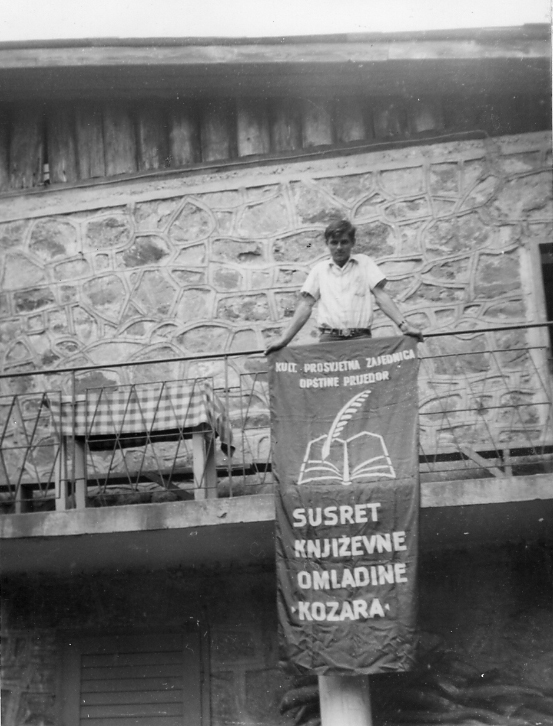 KULT. PROSVJETNA ZAJEDNICA
OPŠTINE PRIJEDOR
SUSRET
KNJIŽEVNE
OMLADINE
"KOZARA"